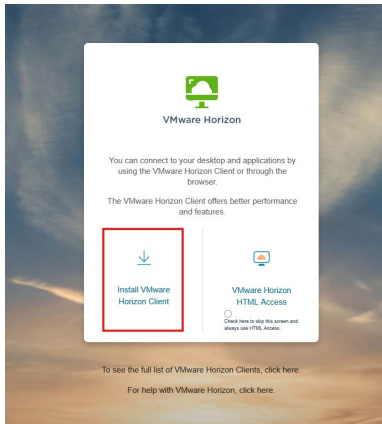 VMware Horizon
You can connect to your desktop and applications by
using the VMware Horizon Client or through the
browser.
The VMware Horizon Client offers better performance
and features.
Install VMware
Horizon Client
VMware Horizon
HTML Access
Check here to skip this screen and
always use HTML Access.
To see the full list of VMware Horizon Clients, click here.
For help with VMware Horizon, click here.